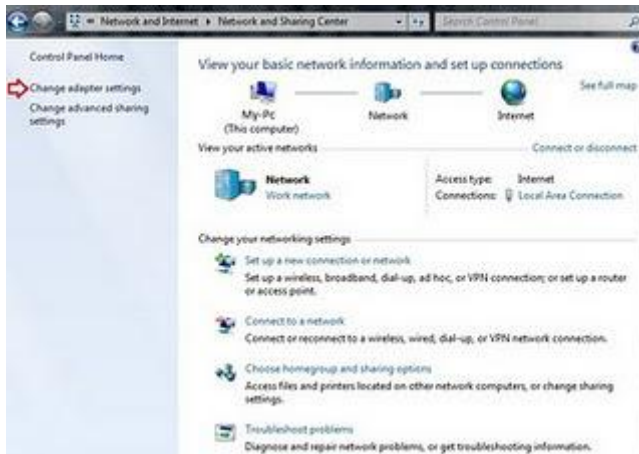 Network and Internet ▸ Network and Sharing Center
Search Control Panel
Control Panel Home
Change adapter settings
Change advanced sharing
settings
View your basic network information and set up connections
See full map
My-Pc
(This computer)
Network
Internet
View your active networks
Connect or disconnect
Network
Work network
Access type: Internet
Connections: Local Area Connection
Change your networking settings
Set up a new connection or network
Set up a wireless, broadband, dial-up, ad hoc, or VPN connection; or set up a router
or access point.
Connect to a network
Connect or reconnect to a wireless, wired, dial-up, or VPN network connection.
Choose homegroup and sharing options
Access files and printers located on other network computers, or change sharing
settings.
Troubleshoot problems
Diagnose and repair network problems, or get troubleshooting information.